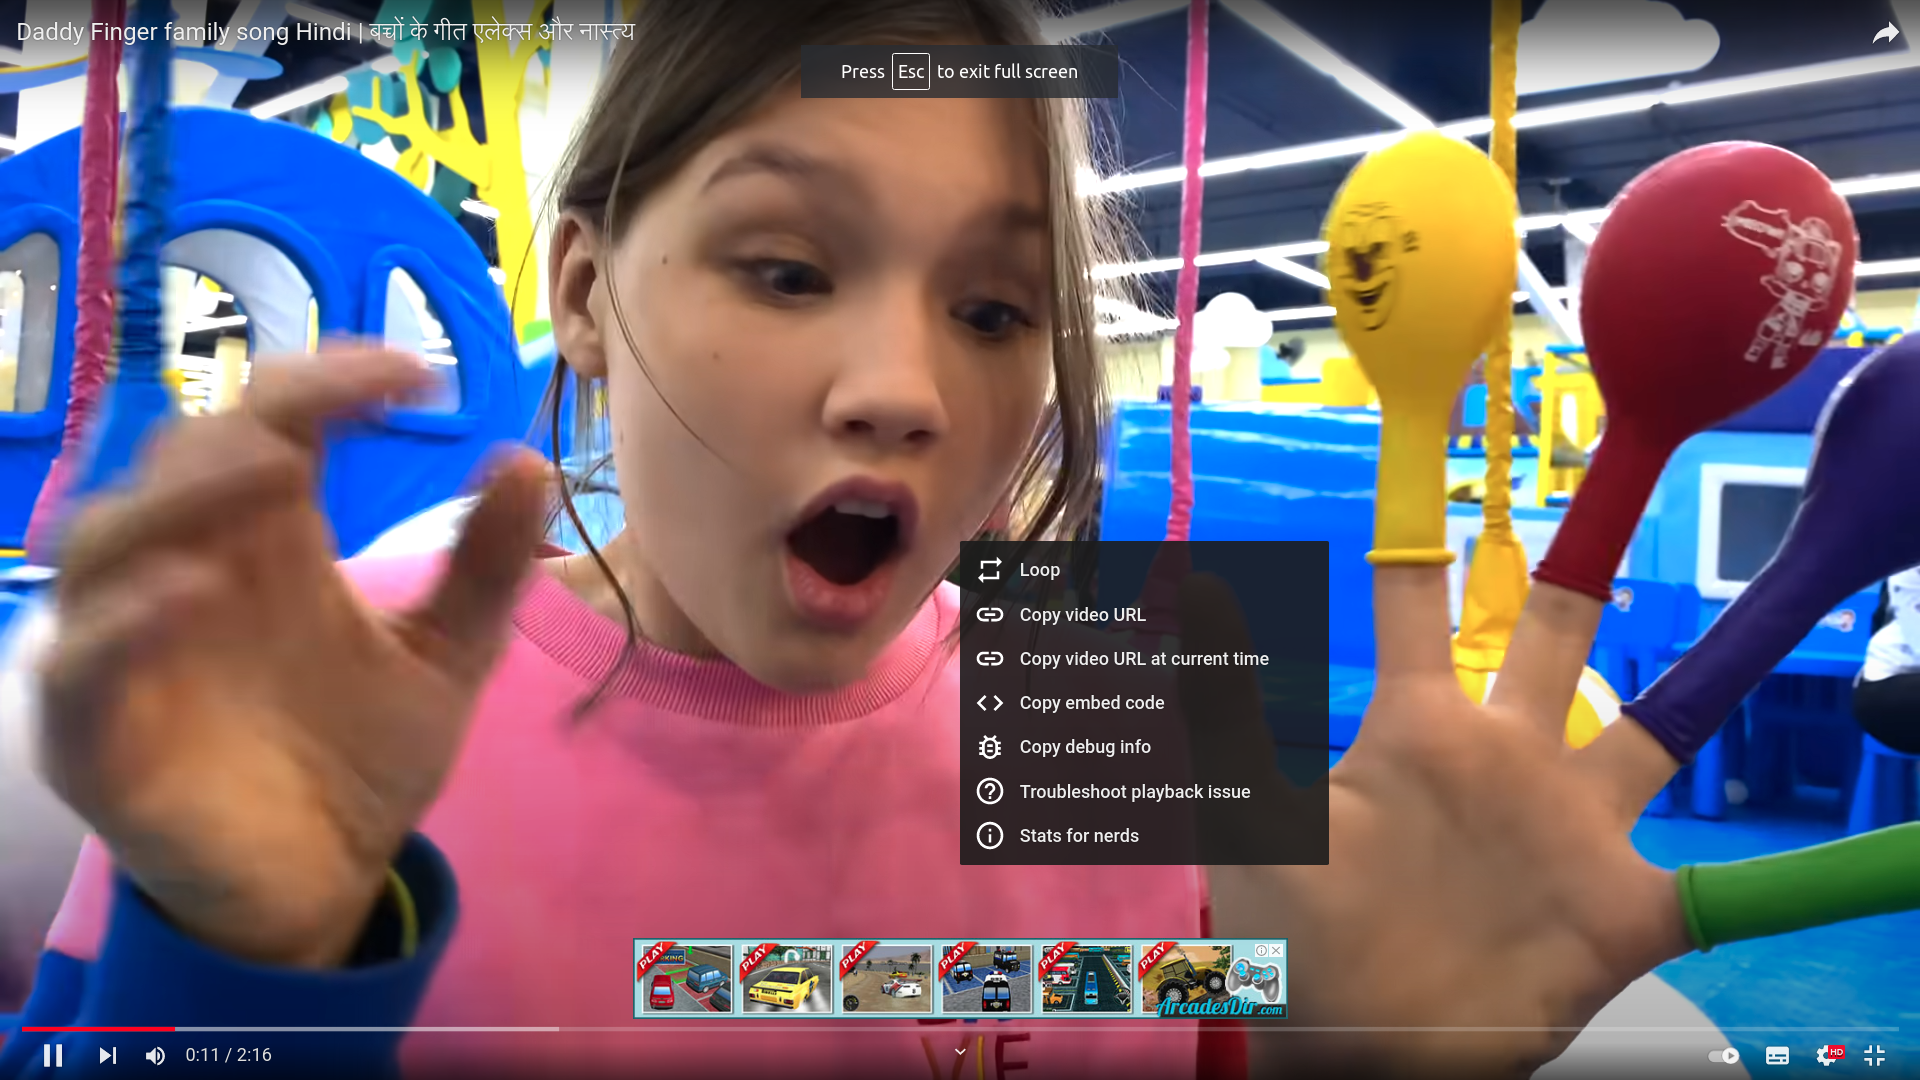 Daddy Finger family song Hindi | बच्चों के गीत एलेक्स और नास्त्य
Press Esc to exit full screen
Loop
Copy video URL
Copy video URL at current time
Copy embed code
Copy debug info
Troubleshoot playback issue
Stats for nerds
PLAY PLAY PLAY PLAY PLAY PLAY
ArcadesDir.com
0:11 / 2:16
HD